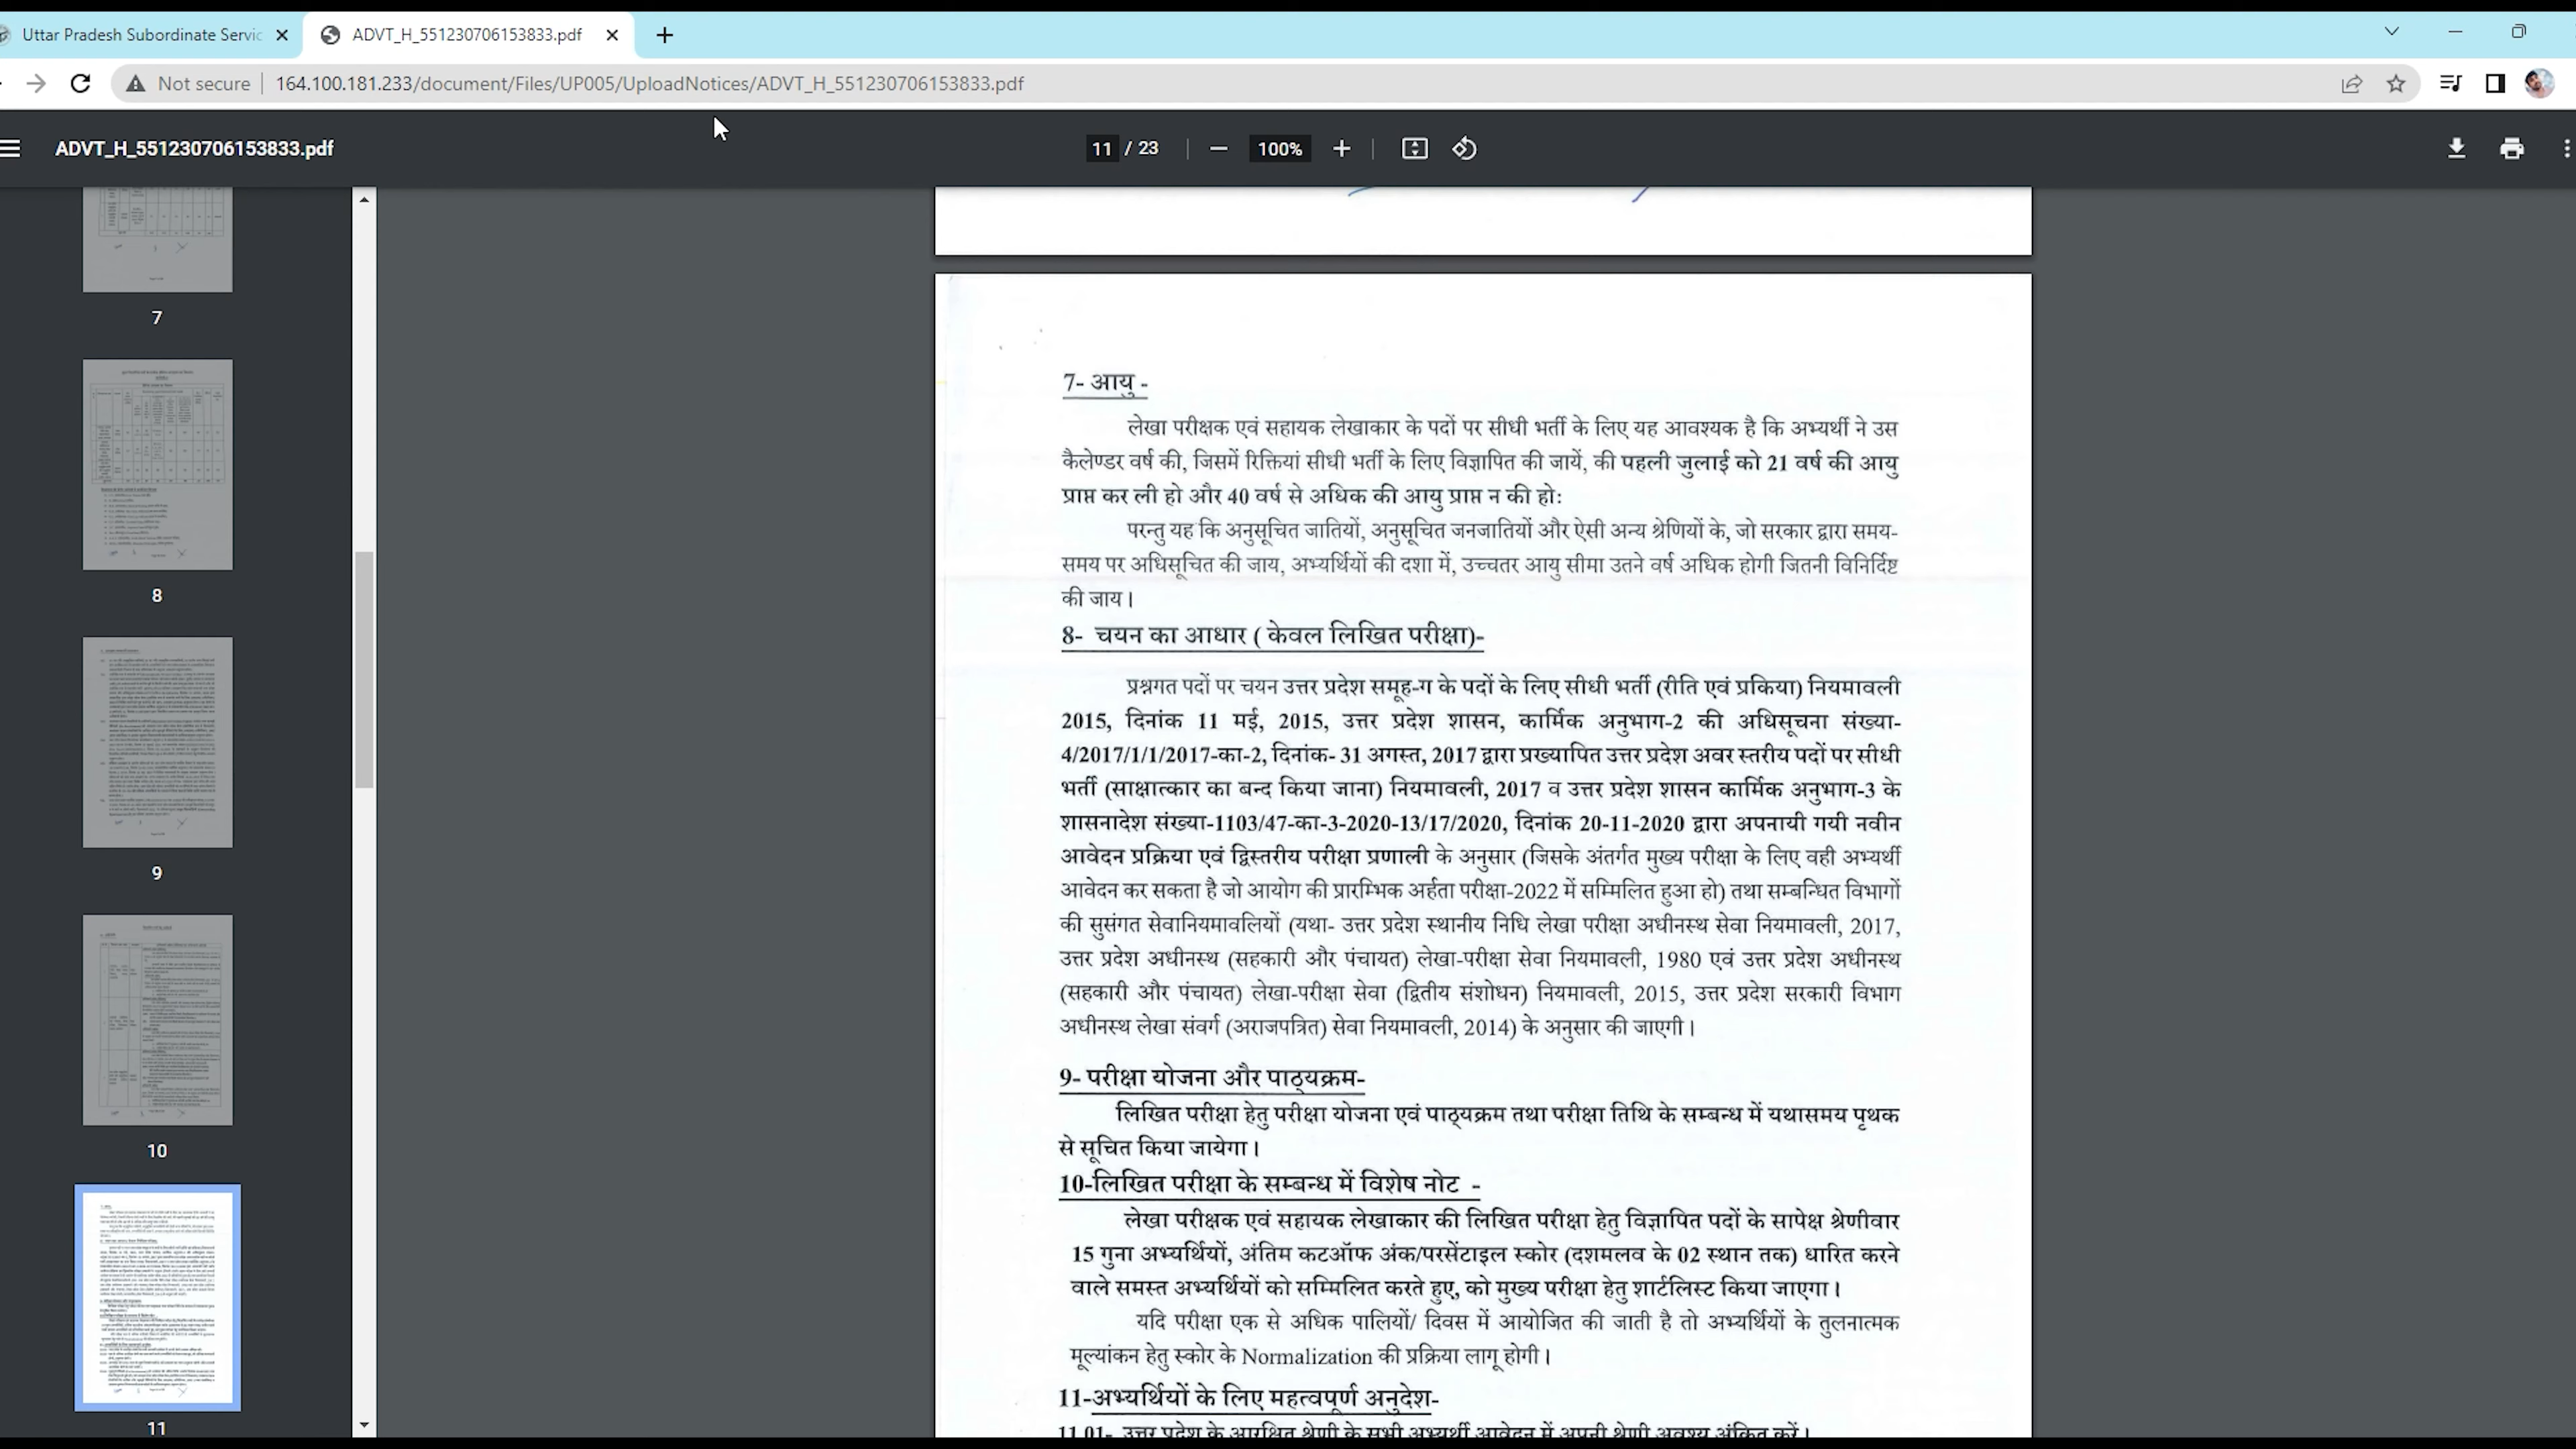 Uttar Pradesh Subordinate Servic
ADVT_H_551230706153833.pdf
Not secure
164.100.181.233/document/Files/UP005/UploadNotices/ADVT_H_551230706153833.pdf
ADVT_H_551230706153833.pdf
11 / 23
100%
7
8
9
10
11
7- आयु -
लेखा परीक्षक एवं सहायक लेखाकार के पदों पर सीधी भर्ती के लिए यह आवश्यक है कि अभ्यर्थी ने उस
कैलेण्डर वर्ष की, जिसमें रिक्तियां सीधी भर्ती के लिए विज्ञापित की जायें, की पहली जुलाई को 21 वर्ष की आयु
प्राप्त कर ली हो और 40 वर्ष से अधिक की आयु प्राप्त न की हो:
परन्तु यह कि अनुसूचित जातियों, अनुसूचित जनजातियों और ऐसी अन्य श्रेणियों के, जो सरकार द्वारा समय-
समय पर अधिसूचित की जाय, अभ्यर्थियों की दशा में, उच्चतर आयु सीमा उतने वर्ष अधिक होगी जितनी विनिर्दिष्ट
की जाय।
8- चयन का आधार ( केवल लिखित परीक्षा)-
प्रश्नगत पदों पर चयन उत्तर प्रदेश समूह-ग के पदों के लिए सीधी भर्ती (रीति एवं प्रकिया) नियमावली
2015, दिनांक 11 मई, 2015, उत्तर प्रदेश शासन, कार्मिक अनुभाग-2 की अधिसूचना संख्या-
4/2017/1/1/2017-का-2, दिनांक- 31 अगस्त, 2017 द्वारा प्रख्यापित उत्तर प्रदेश अवर स्तरीय पदों पर सीधी
भर्ती (साक्षात्कार का बन्द किया जाना) नियमावली, 2017 व उत्तर प्रदेश शासन कार्मिक अनुभाग-3 के
शासनादेश संख्या-1103/47-का-3-2020-13/17/2020, दिनांक 20-11-2020 द्वारा अपनायी गयी नवीन
आवेदन प्रक्रिया एवं द्विस्तरीय परीक्षा प्रणाली के अनुसार (जिसके अंतर्गत मुख्य परीक्षा के लिए वही अभ्यर्थी
आवेदन कर सकता है जो आयोग की प्रारम्भिक अर्हता परीक्षा-2022 में सम्मिलित हुआ हो) तथा सम्बन्धित विभागों
की सुसंगत सेवानियमावलियों (यथा- उत्तर प्रदेश स्थानीय निधि लेखा परीक्षा अधीनस्थ सेवा नियमावली, 2017,
उत्तर प्रदेश अधीनस्थ (सहकारी और पंचायत) लेखा-परीक्षा सेवा नियमावली, 1980 एवं उत्तर प्रदेश अधीनस्थ
(सहकारी और पंचायत) लेखा-परीक्षा सेवा (द्वितीय संशोधन) नियमावली, 2015, उत्तर प्रदेश सरकारी विभाग
अधीनस्थ लेखा संवर्ग (अराजपत्रित) सेवा नियमावली, 2014) के अनुसार की जाएगी।
9- परीक्षा योजना और पाठ्यक्रम-
लिखित परीक्षा हेतु परीक्षा योजना एवं पाठ्यक्रम तथा परीक्षा तिथि के सम्बन्ध में यथासमय पृथक
से सूचित किया जायेगा।
10-लिखित परीक्षा के सम्बन्ध में विशेष नोट -
लेखा परीक्षक एवं सहायक लेखाकार की लिखित परीक्षा हेतु विज्ञापित पदों के सापेक्ष श्रेणीवार
15 गुना अभ्यर्थियों, अंतिम कटऑफ अंक/परसेंटाइल स्कोर (दशमलव के 02 स्थान तक) धारित करने
वाले समस्त अभ्यर्थियों को सम्मिलित करते हुए, को मुख्य परीक्षा हेतु शार्टलिस्ट किया जाएगा।
यदि परीक्षा एक से अधिक पालियों/ दिवस में आयोजित की जाती है तो अभ्यर्थियों के तुलनात्मक
मूल्यांकन हेतु स्कोर के Normalization की प्रक्रिया लागू होगी।
11-अभ्यर्थियों के लिए महत्वपूर्ण अनुदेश-
11.01- उत्तर प्रदेश के आरक्षित श्रेणी के सभी अभ्यर्थी आवेदन में अपनी श्रेणी अवश्य अंकित करें।